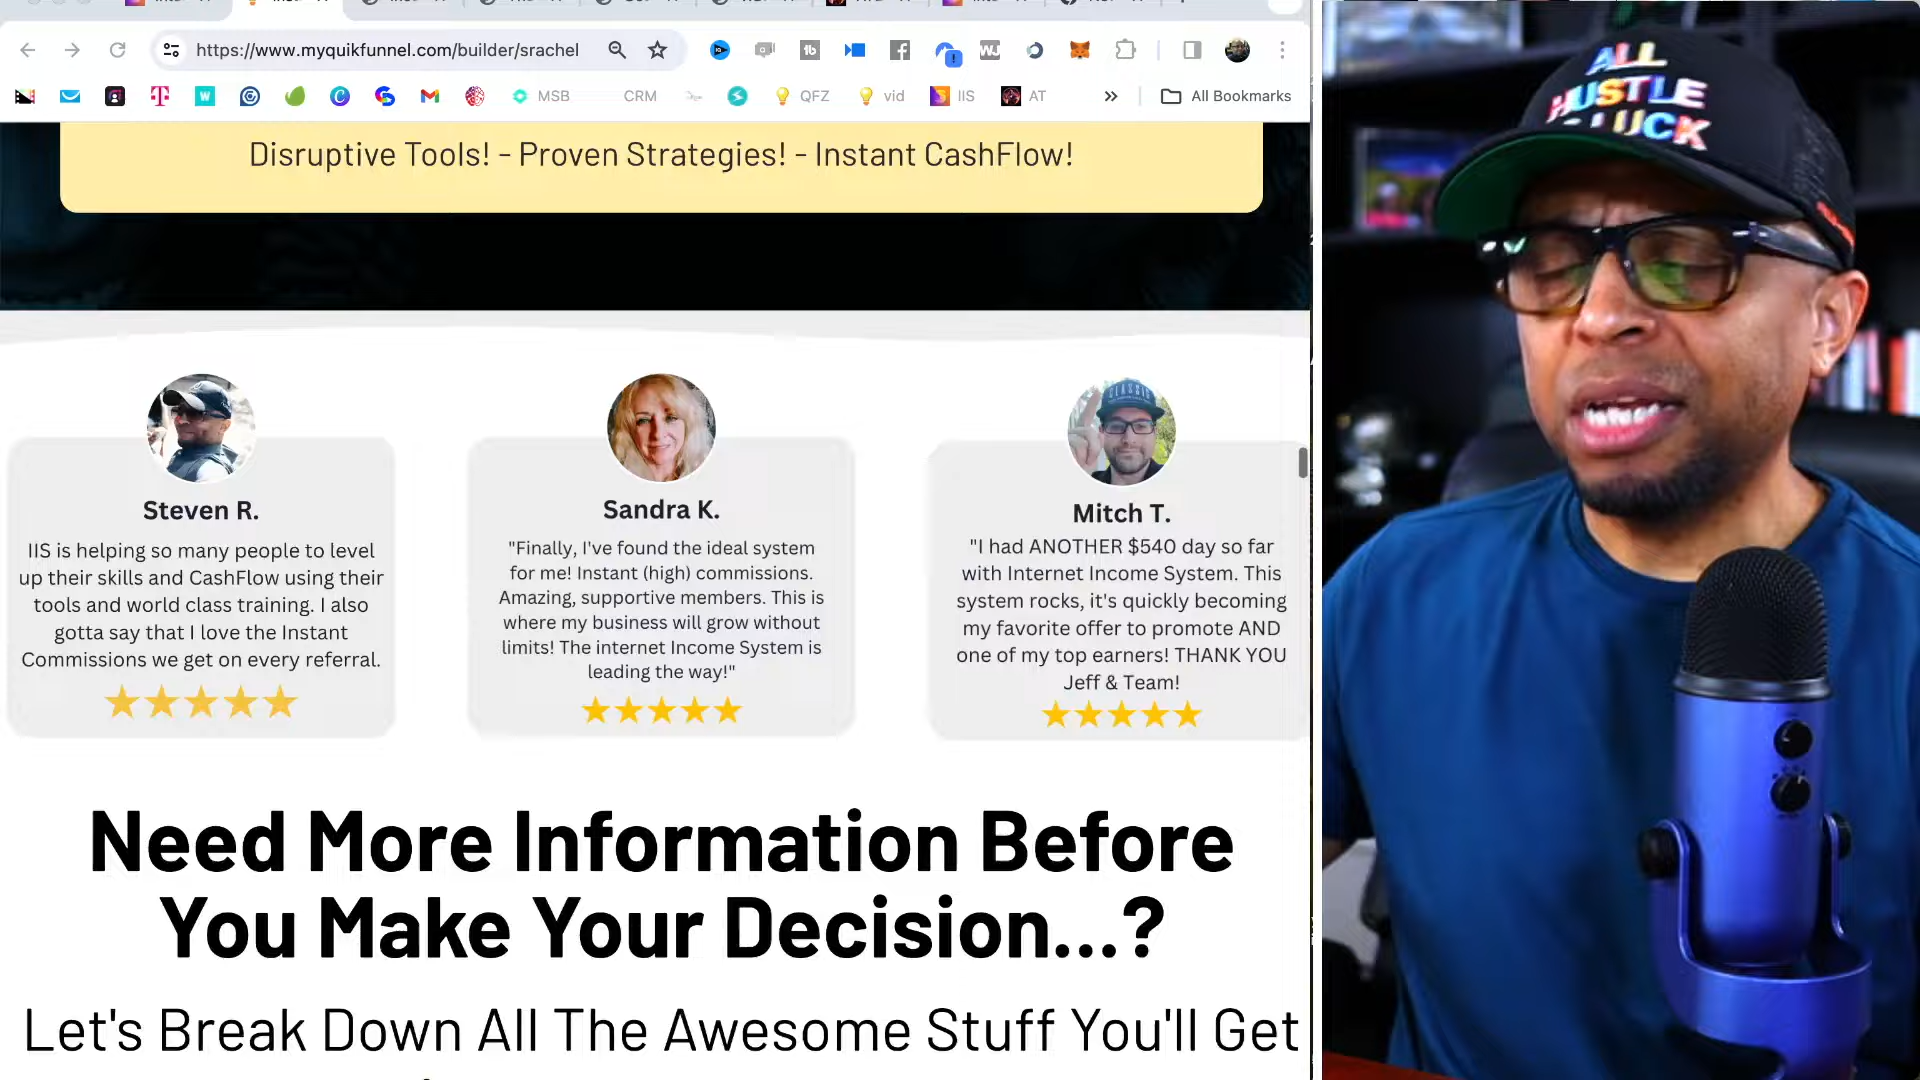 https://www.myquikfunnel.com/builder/srachel
MSB
CRM
QFZ
vid
IIS
AT
All Bookmarks
Disruptive Tools! - Proven Strategies! - Instant CashFlow!
Steven R.
IIS is helping so many people to level
up their skills and CashFlow using their
tools and world class training. I also
gotta say that I love the Instant
Commissions we get on every referral.
Sandra K.
"Finally, I've found the ideal system
for me! Instant (high) commissions.
Amazing, supportive members. This is
where my business will grow without
limits! The internet Income System is
leading the way!"
Mitch T.
"I had ANOTHER $540 day so far
with Internet Income System. This
system rocks, it's quickly becoming
my favorite offer to promote AND
one of my top earners! THANK YOU
Jeff & Team!
Need More Information Before
You Make Your Decision...?
Let's Break Down All The Awesome Stuff You'll Get
ALL
HUSTLE
LUCK